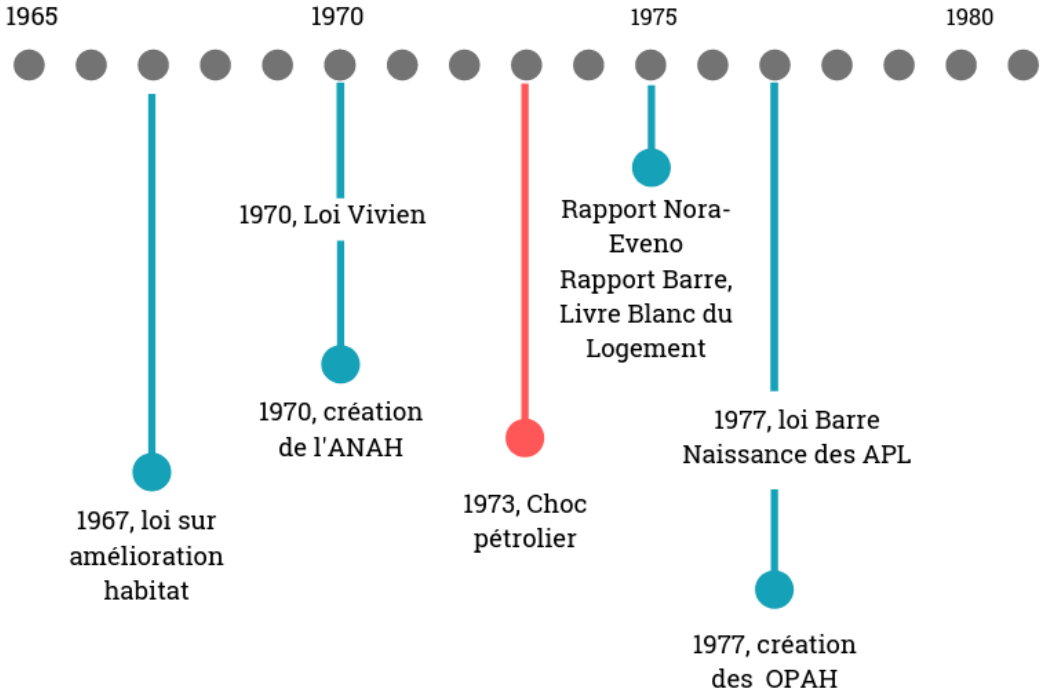 1965
1970
1975
1980
1967, loi sur
amélioration
habitat
1970, Loi Vivien
1970, création
de l'ANAH
1973, Choc
pétrolier
Rapport Nora-
Eveno
Rapport Barre,
Livre Blanc du
Logement
1977, loi Barre
Naissance des APL
1977, création
des OPAH